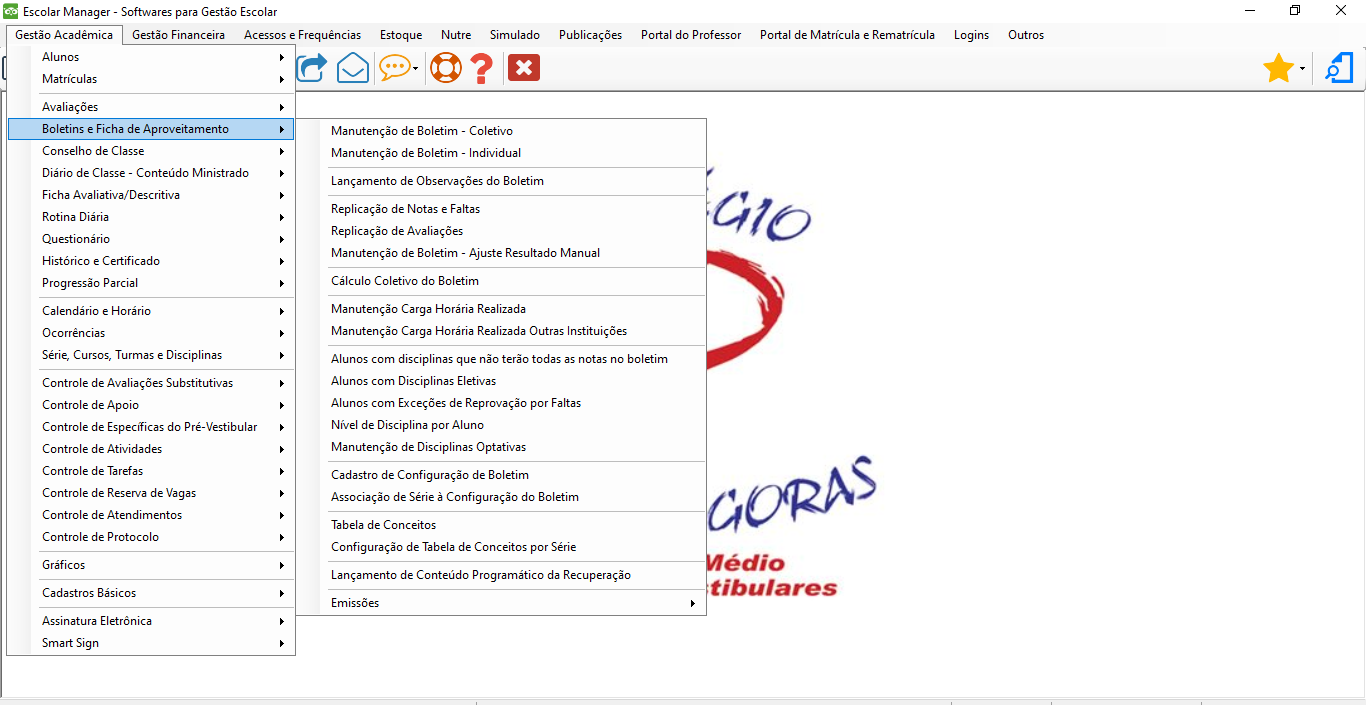 Escolar Manager - Softwares para Gestão Escolar
Gestão Acadêmica Gestão Financeira Acessos e Frequências Estoque Nutre Simulado Publicações Portal do Professor Portal de Matrícula e Rematrícula Logins Outros
Alunos
Matrículas
Avaliações
Boletins e Ficha de Aproveitamento
Conselho de Classe
Diário de Classe - Conteúdo Ministrado
Ficha Avaliativa/Descritiva
Rotina Diária
Questionário
Histórico e Certificado
Progressão Parcial
Calendário e Horário
Ocorrências
Série, Cursos, Turmas e Disciplinas
Controle de Avaliações Substitutivas
Controle de Apoio
Controle de Específicas do Pré-Vestibular
Controle de Atividades
Controle de Tarefas
Controle de Reserva de Vagas
Controle de Atendimentos
Controle de Protocolo
Gráficos
Cadastros Básicos
Assinatura Eletrônica
Smart Sign
Manutenção de Boletim - Coletivo
Manutenção de Boletim - Individual
Lançamento de Observações do Boletim
Replicação de Notas e Faltas
Replicação de Avaliações
Manutenção de Boletim - Ajuste Resultado Manual
Cálculo Coletivo do Boletim
Manutenção Carga Horária Realizada
Manutenção Carga Horária Realizada Outras Instituições
Alunos com disciplinas que não terão todas as notas no boletim
Alunos com Disciplinas Eletivas
Alunos com Exceções de Reprovação por Faltas
Nível de Disciplina por Aluno
Manutenção de Disciplinas Optativas
Cadastro de Configuração de Boletim
Associação de Série à Configuração do Boletim
Tabela de Conceitos
Configuração de Tabela de Conceitos por Série
Lançamento de Conteúdo Programático da Recuperação
Emissões
GIO
GORAS
Médio
tibulares